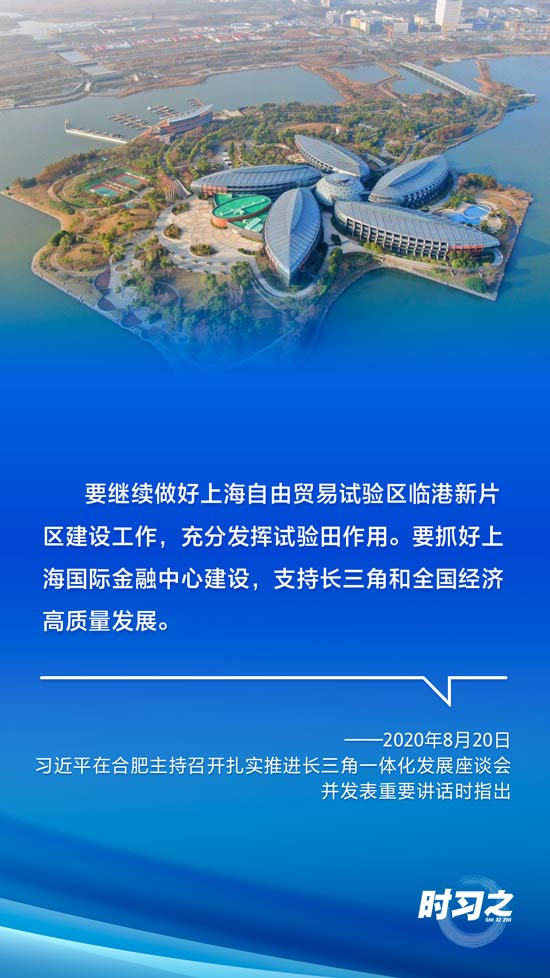 要继续做好上海自由贸易试验区临港新片
区建设工作，充分发挥试验田作用。要抓好上
海国际金融中心建设，支持长三角和全国经济
高质量发展。
——2020年8月20日
习近平在合肥主持召开扎实推进长三角一体化发展座谈会
并发表重要讲话时指出
时习之
SHI XI ZHI